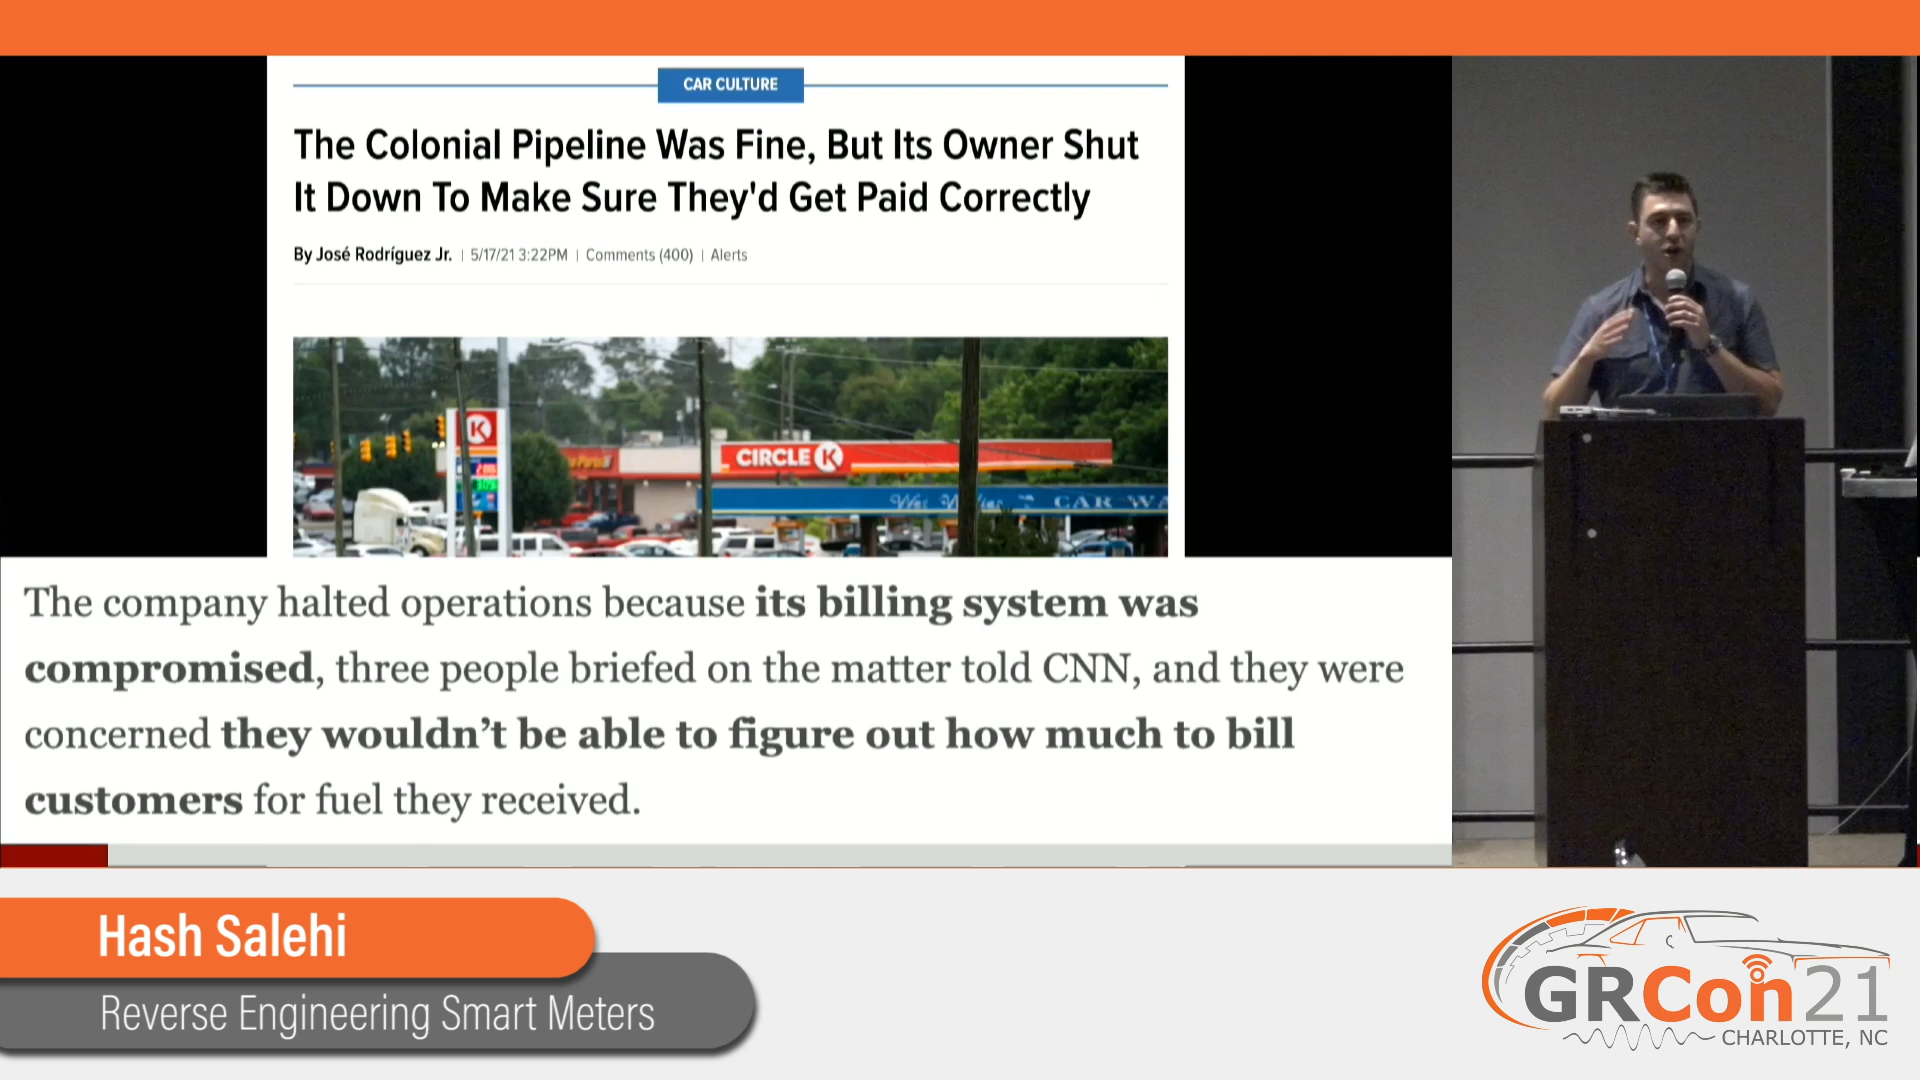 CAR CULTURE
The Colonial Pipeline Was Fine, But Its Owner Shut
It Down To Make Sure They'd Get Paid Correctly
By José Rodríguez Jr. | 5/17/21 3:22PM | Comments (400) | Alerts
K
CIRCLE K
CAR WA
The company halted operations because its billing system was
compromised, three people briefed on the matter told CNN, and they were
concerned they wouldn’t be able to figure out how much to bill
customers for fuel they received.
Hash Salehi
Reverse Engineering Smart Meters
GRCon21
CHARLOTTE, NC